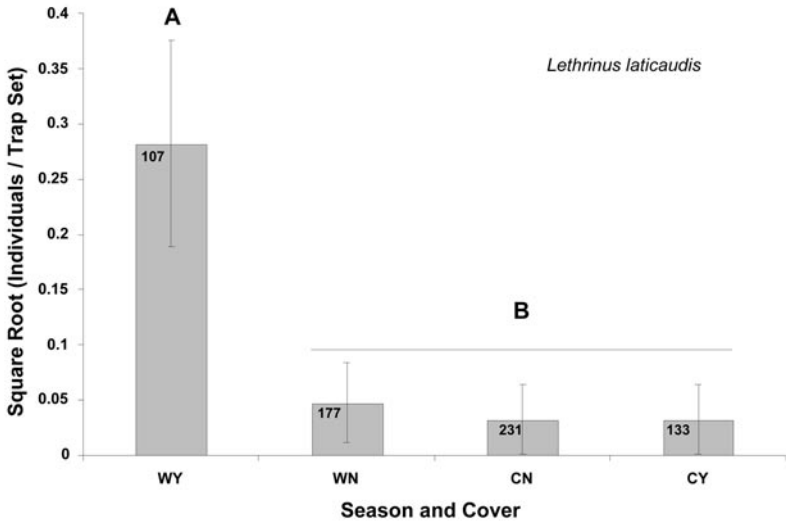 0.4
0.35
0.3
0.25
0.2
0.15
0.1
0.05
0
Square Root (Individuals / Trap Set)
A
Lethrinus laticaudis
107
B
177
231
133
WY WN CN CY
Season and Cover